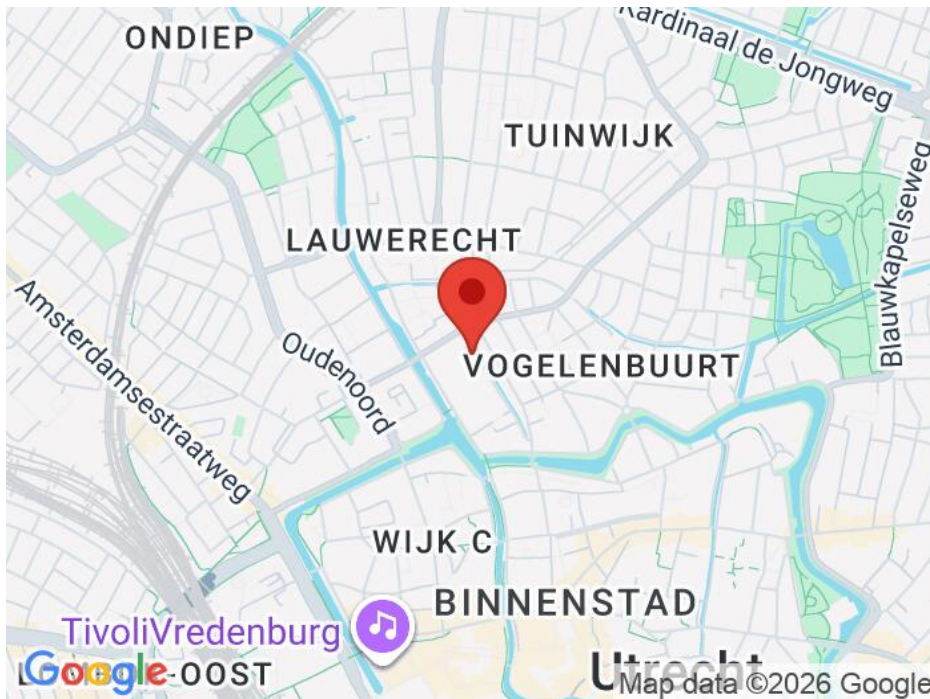 ONDIEP
Kardinaal de Jongweg
TUINWIJK
Blauwkapelseweg
LAUWERECHT
Amsterdamsestraatweg
Oudenoord
VOGELENBUURT
WIJK C
BINNENSTAD
TivoliVredenburg
Google
-OOST
Utrecht
Map data ©2026 Google